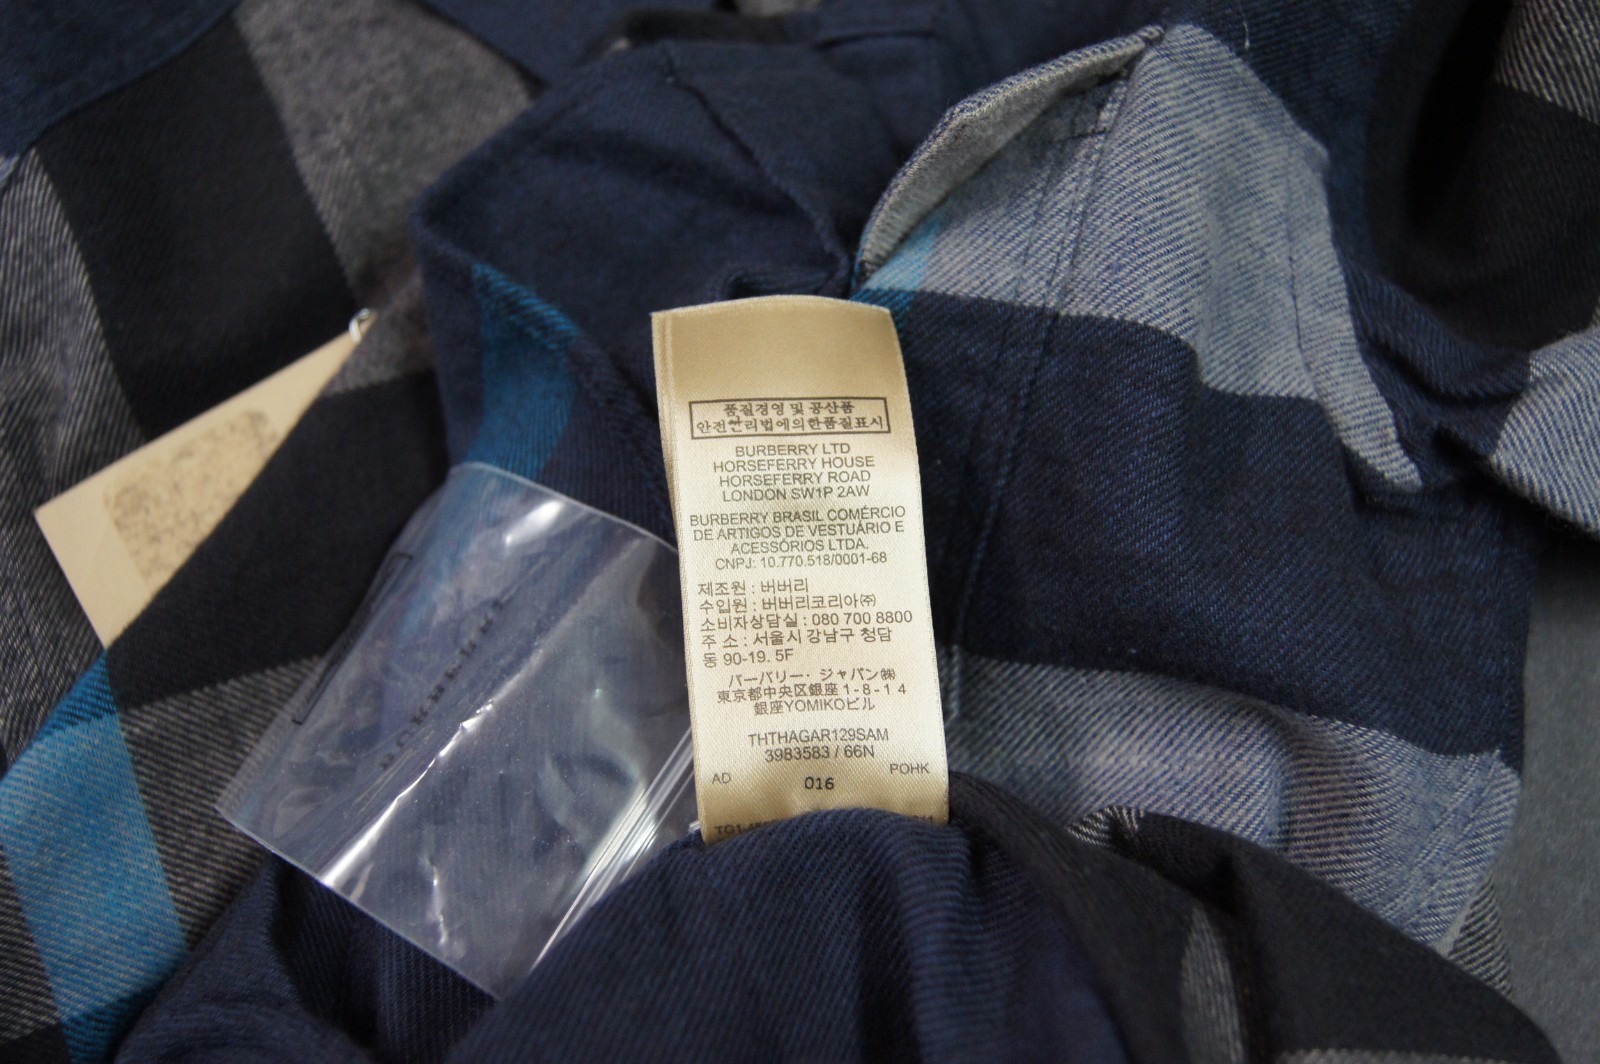 품질경영 및 공산품
안전관리법에의한품질표시
BURBERRY LTD
HORSEFERRY HOUSE
HORSEFERRY ROAD
LONDON SW1P 2AW
BURBERRY BRASIL COMÉRCIO
DE ARTIGOS DE VESTUÁRIO E
ACESSÓRIOS LTDA.
CNPJ: 10.770.518/0001-68
제조원 : 버버리
수입원 : 버버리코리아㈜
소비자상담실 : 080 700 8800
주 소 : 서울시 강남구 청담
동 90-19. 5F
バーバリー・ジャパン㈱
東京都中央区銀座1-8-14
銀座YOMIKOビル
THTHAGAR129SAM
3983583 / 66N
AD 016 POHK